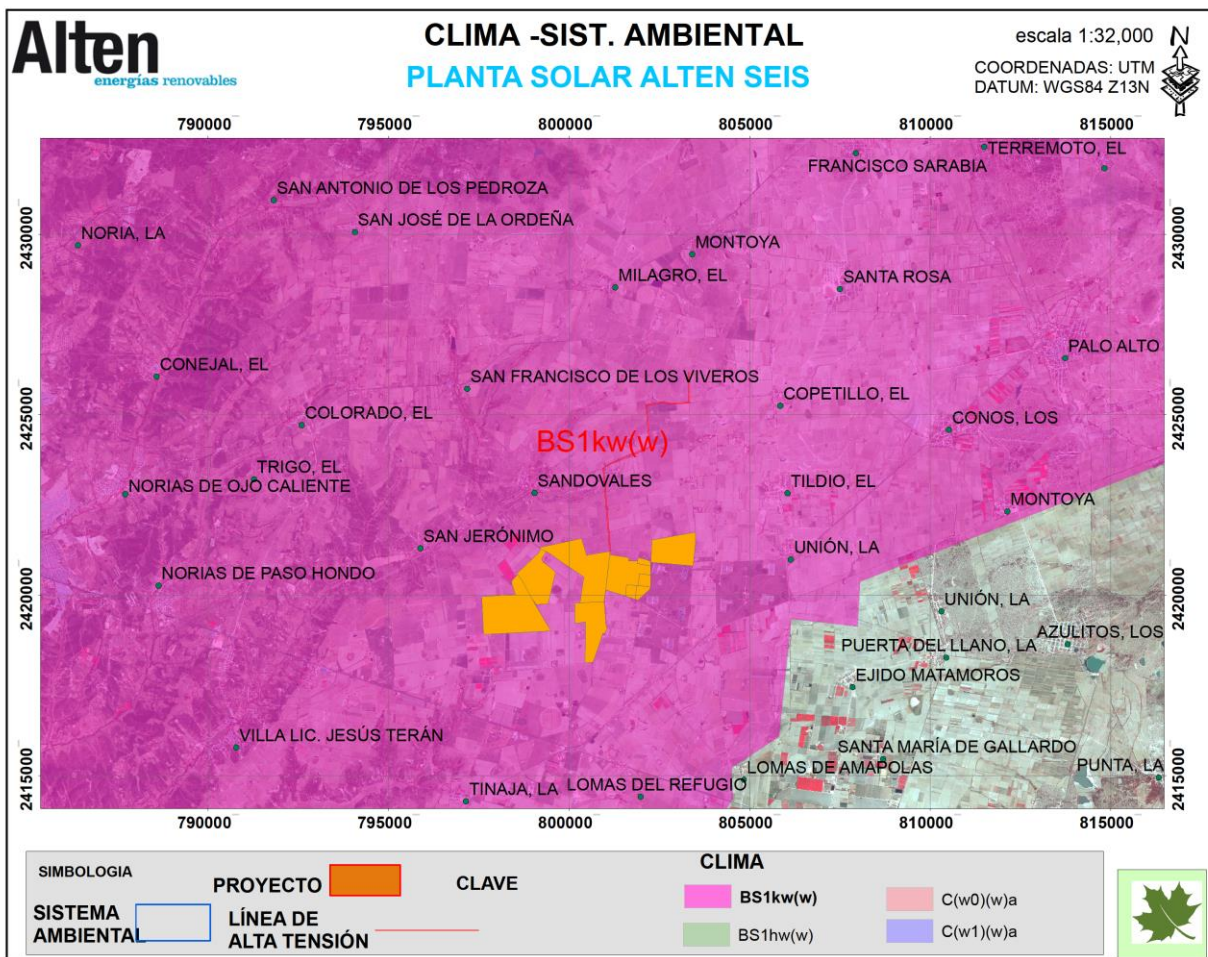 Alten
energías renovables
CLIMA -SIST. AMBIENTAL
PLANTA SOLAR ALTEN SEIS
escala 1:32,000
N
COORDENADAS: UTM
DATUM: WGS84 Z13N
790000 795000 800000 805000 810000 815000
TERREMOTO, EL
FRANCISCO SARABIA
SAN ANTONIO DE LOS PEDROZA
SAN JOSÉ DE LA ORDEÑA
NORIA, LA
MONTOYA
2430000 2430000
MILAGRO, EL
SANTA ROSA
PALO ALTO
CONEJAL, EL
SAN FRANCISCO DE LOS VIVEROS
COPETILLO, EL
2425000 2425000
COLORADO, EL
CONOS, LOS
BS1kw(w)
TRIGO, EL
NORIAS DE OJO CALIENTE
SANDOVALES
TILDIO, EL
MONTOYA
SAN JERÓNIMO
UNIÓN, LA
NORIAS DE PASO HONDO
2420000 2420000
UNIÓN, LA
AZULITOS, LOS
PUERTA DEL LLANO, LA
EJIDO MATAMOROS
VILLA LIC. JESÚS TERÁN
SANTA MARÍA DE GALLARDO
LOMAS DE AMAPOLAS
PUNTA, LA
2415000 2415000
TINAJA, LA
LOMAS DEL REFUGIO
790000 795000 800000 805000 810000 815000
SIMBOLOGIA
PROYECTO
CLAVE
SISTEMA
AMBIENTAL
LÍNEA DE
ALTA TENSIÓN
CLIMA
BS1kw(w)
C(w0)(w)a
BS1hw(w)
C(w1)(w)a